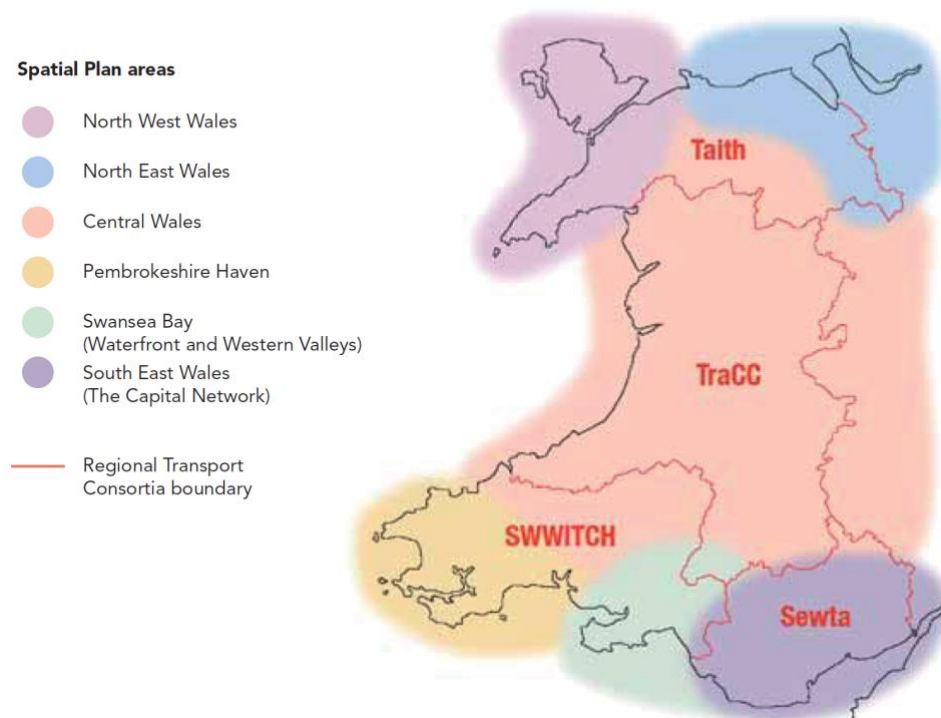 Spatial Plan areas
North West Wales
North East Wales
Central Wales
Pembrokeshire Haven
Swansea Bay
(Waterfront and Western Valleys)
South East Wales
(The Capital Network)
Regional Transport
Consortia boundary
Taith
TraCC
SWWITCH
Sewta